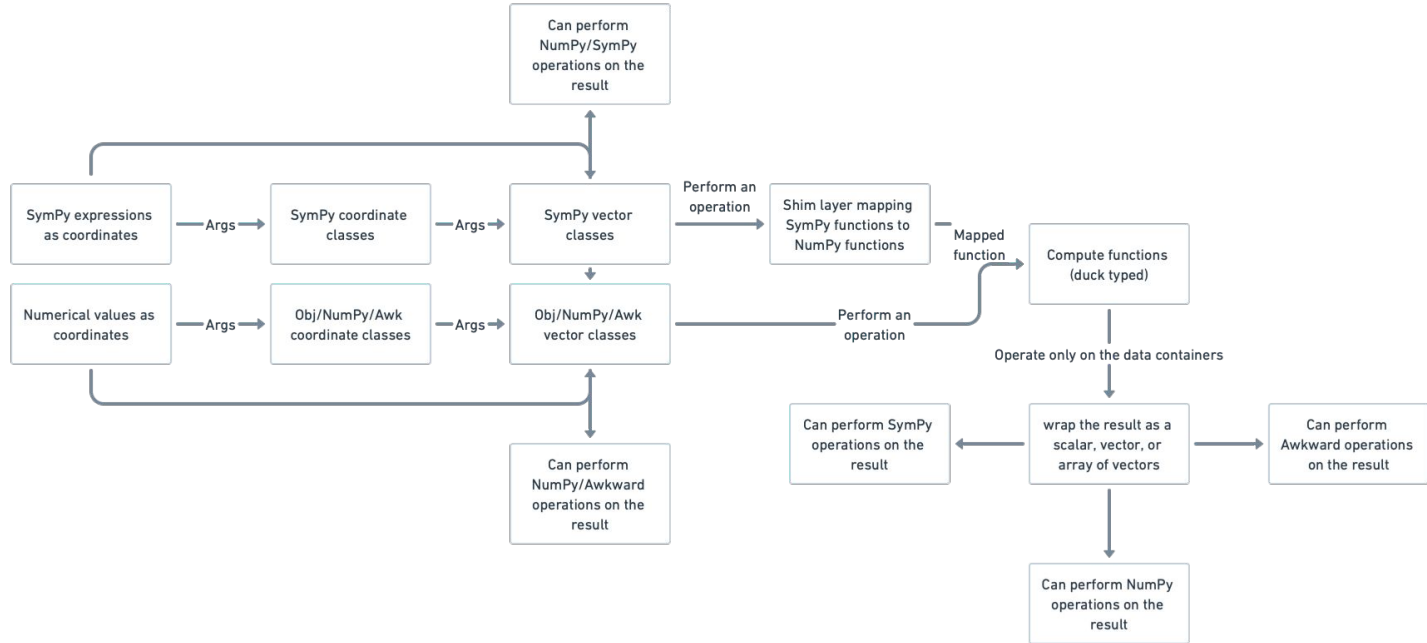 Can perform
NumPy/SymPy
operations on the
result
SymPy expressions
as coordinates
Args
SymPy coordinate
classes
Args
SymPy vector
classes
Perform an
operation
Shim layer mapping
SymPy functions to
NumPy functions
Mapped
function
Compute functions
(duck typed)
Numerical values as
coordinates
Args
Obj/NumPy/Awk
coordinate classes
Args
Obj/NumPy/Awk
vector classes
Perform an
operation
Operate only on the data containers
Can perform
NumPy/Awkward
operations on the
result
Can perform SymPy
operations on the
result
wrap the result as a
scalar, vector, or
array of vectors
Can perform
Awkward operations
on the result
Can perform NumPy
operations on the
result